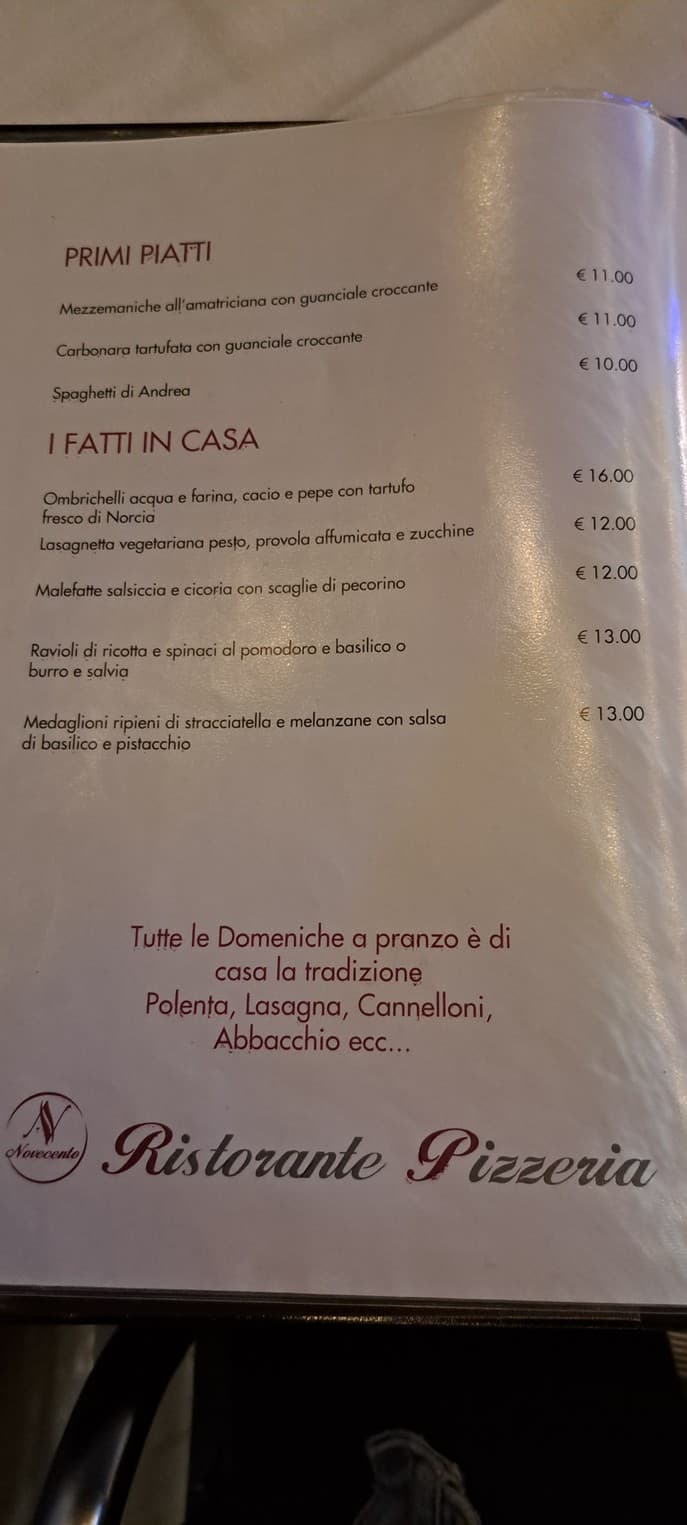 PRIMI PIATTI
Mezzemaniche all'amatriciana con guanciale croccante € 11.00
Carbonara tartufata con guanciale croccante € 11.00
Spaghetti di Andrea € 10.00
I FATTI IN CASA
Ombrichelli acqua e farina, cacio e pepe con tartufo € 16.00
fresco di Norcia
Lasagnetta vegetariana pesto, provola affumicata e zucchine € 12.00
Malefatte salsiccia e cicoria con scaglie di pecorino € 12.00
Ravioli di ricotta e spinaci al pomodoro e basilico o € 13.00
burro e salvia
Medaglioni ripieni di stracciatella e melanzane con salsa € 13.00
di basilico e pistacchio
Tutte le Domeniche a pranzo è di
casa la tradizione
Polenta, Lasagna, Cannelloni,
Abbacchio ecc...
N Novecento Ristorante Pizzeria